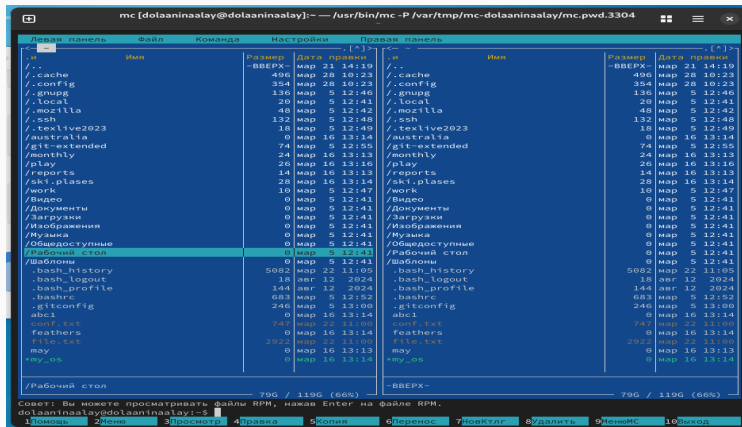 mc [dolaaninaalay@dolaaninaalay]:~ — /usr/bin/mc -P /var/tmp/mc-dolaaninaalay/mc.pwd.3304
Левая панель Файл Команда Настройки Правая панель
<- ~ .[^]> <- ~ .[^]>
.и Имя Размер Дата правки .и Имя Размер Дата правки
/.. -ВВЕРХ- мар 21 14:19 /.. -ВВЕРХ- мар 21 14:19
/.cache 496 мар 28 10:23 /.cache 496 мар 28 10:23
/.config 354 мар 28 10:23 /.config 354 мар 28 10:23
/.gnupg 136 мар 5 12:46 /.gnupg 136 мар 5 12:46
/.local 20 мар 5 12:41 /.local 20 мар 5 12:41
/.mozilla 48 мар 5 12:42 /.mozilla 48 мар 5 12:42
/.ssh 132 мар 5 12:48 /.ssh 132 мар 5 12:48
/.texlive2023 18 мар 5 12:49 /.texlive2023 18 мар 5 12:49
/australia 0 мар 16 13:14 /australia 0 мар 16 13:14
/git-extended 74 мар 5 12:55 /git-extended 74 мар 5 12:55
/monthly 24 мар 16 13:13 /monthly 24 мар 16 13:13
/play 26 мар 16 13:16 /play 26 мар 16 13:16
/reports 14 мар 16 13:13 /reports 14 мар 16 13:13
/ski.plases 28 мар 16 13:14 /ski.plases 28 мар 16 13:14
/work 10 мар 5 12:47 /work 10 мар 5 12:47
/Видео 0 мар 5 12:41 /Видео 0 мар 5 12:41
/Документы 0 мар 5 12:41 /Документы 0 мар 5 12:41
/Загрузки 0 мар 5 12:41 /Загрузки 0 мар 5 12:41
/Изображения 0 мар 5 12:41 /Изображения 0 мар 5 12:41
/Музыка 0 мар 5 12:41 /Музыка 0 мар 5 12:41
/Общедоступные 0 мар 5 12:41 /Общедоступные 0 мар 5 12:41
/Рабочий стол 0 мар 5 12:41 /Рабочий стол 0 мар 5 12:41
/Шаблоны 0 мар 5 12:41 /Шаблоны 0 мар 5 12:41
.bash_history 5082 мар 22 11:05 .bash_history 5082 мар 22 11:05
.bash_logout 18 авг 12 2024 .bash_logout 18 авг 12 2024
.bash_profile 144 авг 12 2024 .bash_profile 144 авг 12 2024
.bashrc 683 мар 5 12:52 .bashrc 683 мар 5 12:52
.gitconfig 246 мар 5 13:00 .gitconfig 246 мар 5 13:00
abc1 0 мар 16 13:14 abc1 0 мар 16 13:14
conf.txt 747 мар 22 11:00 conf.txt 747 мар 22 11:00
feathers 0 мар 16 13:14 feathers 0 мар 16 13:14
file.txt 2922 мар 22 11:00 file.txt 2922 мар 22 11:00
may 0 мар 16 13:13 may 0 мар 16 13:13
*my_os 0 мар 16 13:14 *my_os 0 мар 16 13:14
/Рабочий стол -ВВЕРХ-
79G / 119G (66%) 79G / 119G (66%)
Совет: Вы можете просматривать файлы RPM, нажав Enter на файле RPM.
dolaaninaalay@dolaaninaalay:~$
1Помощь 2Меню 3Просмотр 4Правка 5Копия 6Перенос 7НовКтлг 8Удалить 9МенюMC 10Выход